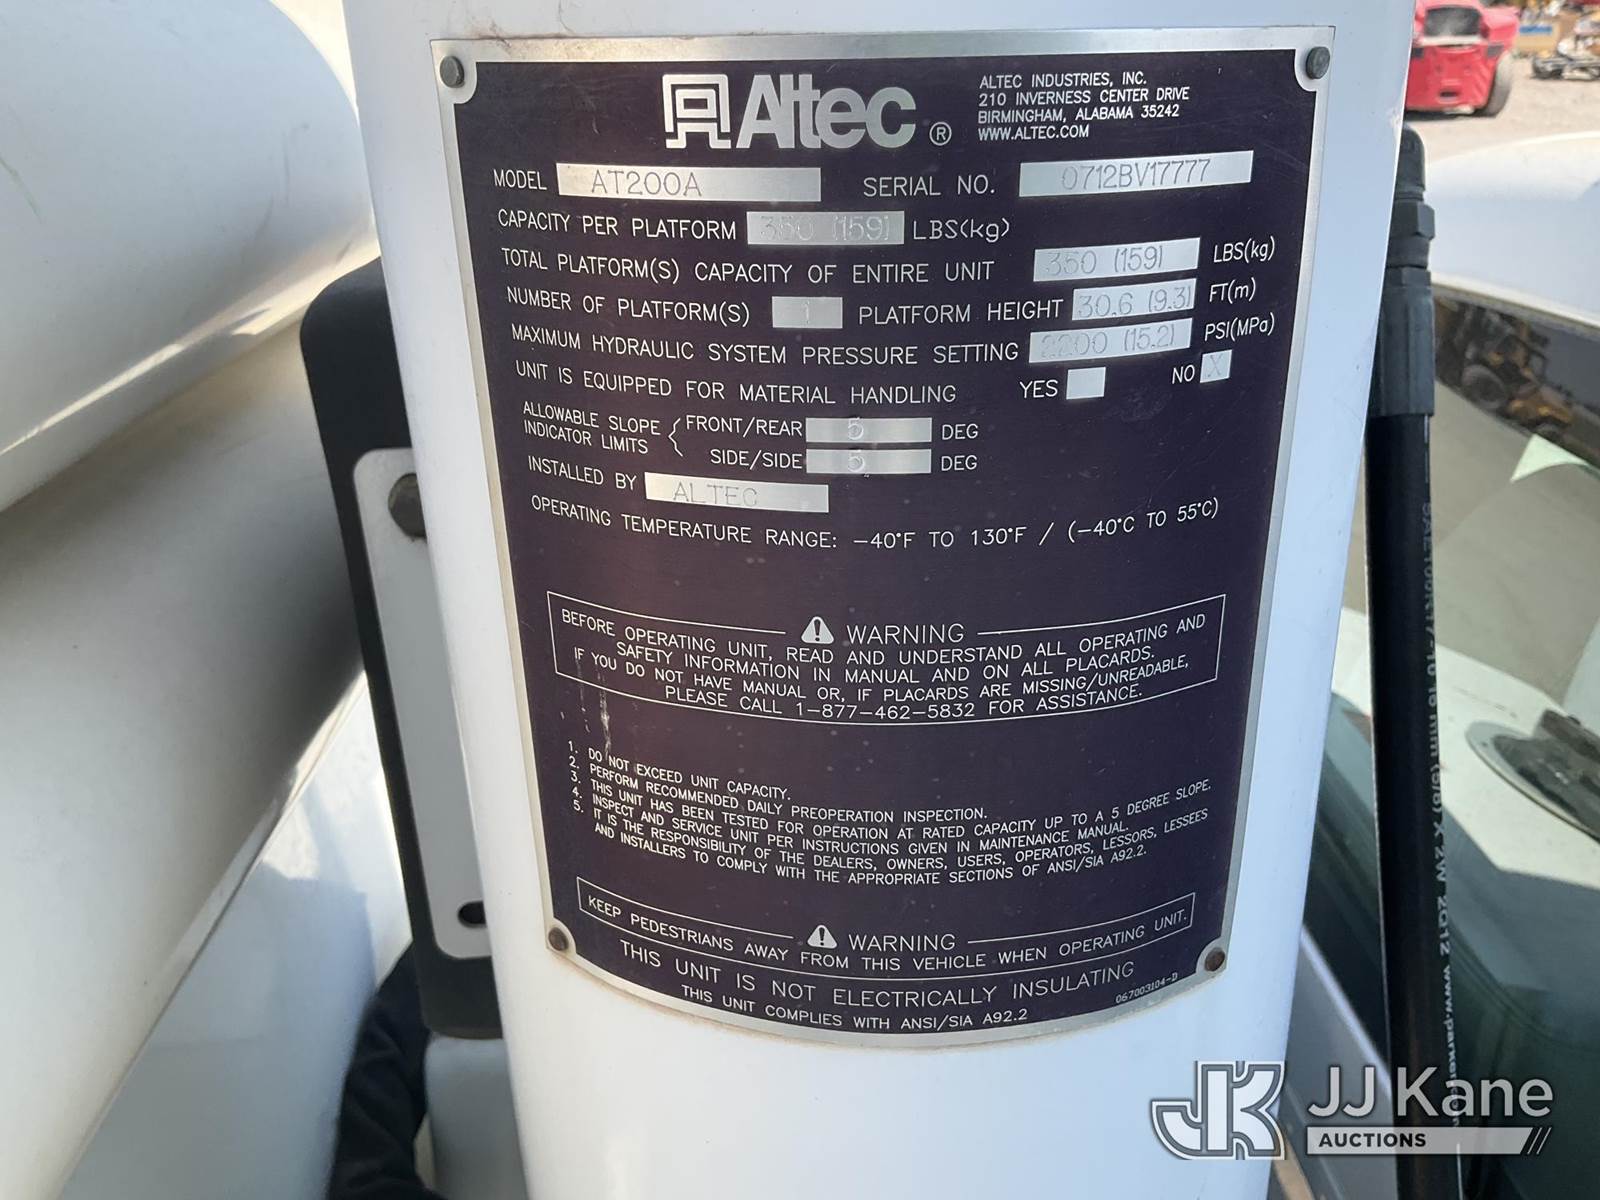 Altec ®
ALTEC INDUSTRIES, INC.
210 INVERNESS CENTER DRIVE
BIRMINGHAM, ALABAMA 35242
WWW.ALTEC.COM
MODEL AT200A SERIAL NO. 0712BV17777
CAPACITY PER PLATFORM 350 (159) LBS(kg)
TOTAL PLATFORM(S) CAPACITY OF ENTIRE UNIT 350 (159) LBS(kg)
NUMBER OF PLATFORM(S) 1 PLATFORM HEIGHT 30.6 (9.3) FT(m)
MAXIMUM HYDRAULIC SYSTEM PRESSURE SETTING 2200 (15.2) PSI(MPa)
UNIT IS EQUIPPED FOR MATERIAL HANDLING YES NO X
ALLOWABLE SLOPE INDICATOR LIMITS { FRONT/REAR 5 DEG
SIDE/SIDE 5 DEG
INSTALLED BY ALTEC
OPERATING TEMPERATURE RANGE: -40°F TO 130°F / (-40°C TO 55°C)
WARNING
BEFORE OPERATING UNIT, READ AND UNDERSTAND ALL OPERATING AND
SAFETY INFORMATION IN MANUAL AND ON ALL PLACARDS.
IF YOU DO NOT HAVE MANUAL OR, IF PLACARDS ARE MISSING/UNREADABLE,
PLEASE CALL 1-877-462-5832 FOR ASSISTANCE.
1. DO NOT EXCEED UNIT CAPACITY.
2. PERFORM RECOMMENDED DAILY PREOPERATION INSPECTION.
3. THIS UNIT HAS BEEN TESTED FOR OPERATION AT RATED CAPACITY UP TO A 5 DEGREE SLOPE.
4. INSPECT AND SERVICE UNIT PER INSTRUCTIONS GIVEN IN MAINTENANCE MANUAL.
5. IT IS THE RESPONSIBILITY OF THE DEALERS, OWNERS, USERS, OPERATORS, LESSORS, LESSEES
AND INSTALLERS TO COMPLY WITH THE APPROPRIATE SECTIONS OF ANSI/SIA A92.2.
WARNING
KEEP PEDESTRIANS AWAY FROM THIS VEHICLE WHEN OPERATING UNIT.
THIS UNIT IS NOT ELECTRICALLY INSULATING
THIS UNIT COMPLIES WITH ANSI/SIA A92.2
067003104-D
JK JJ Kane
AUCTIONS